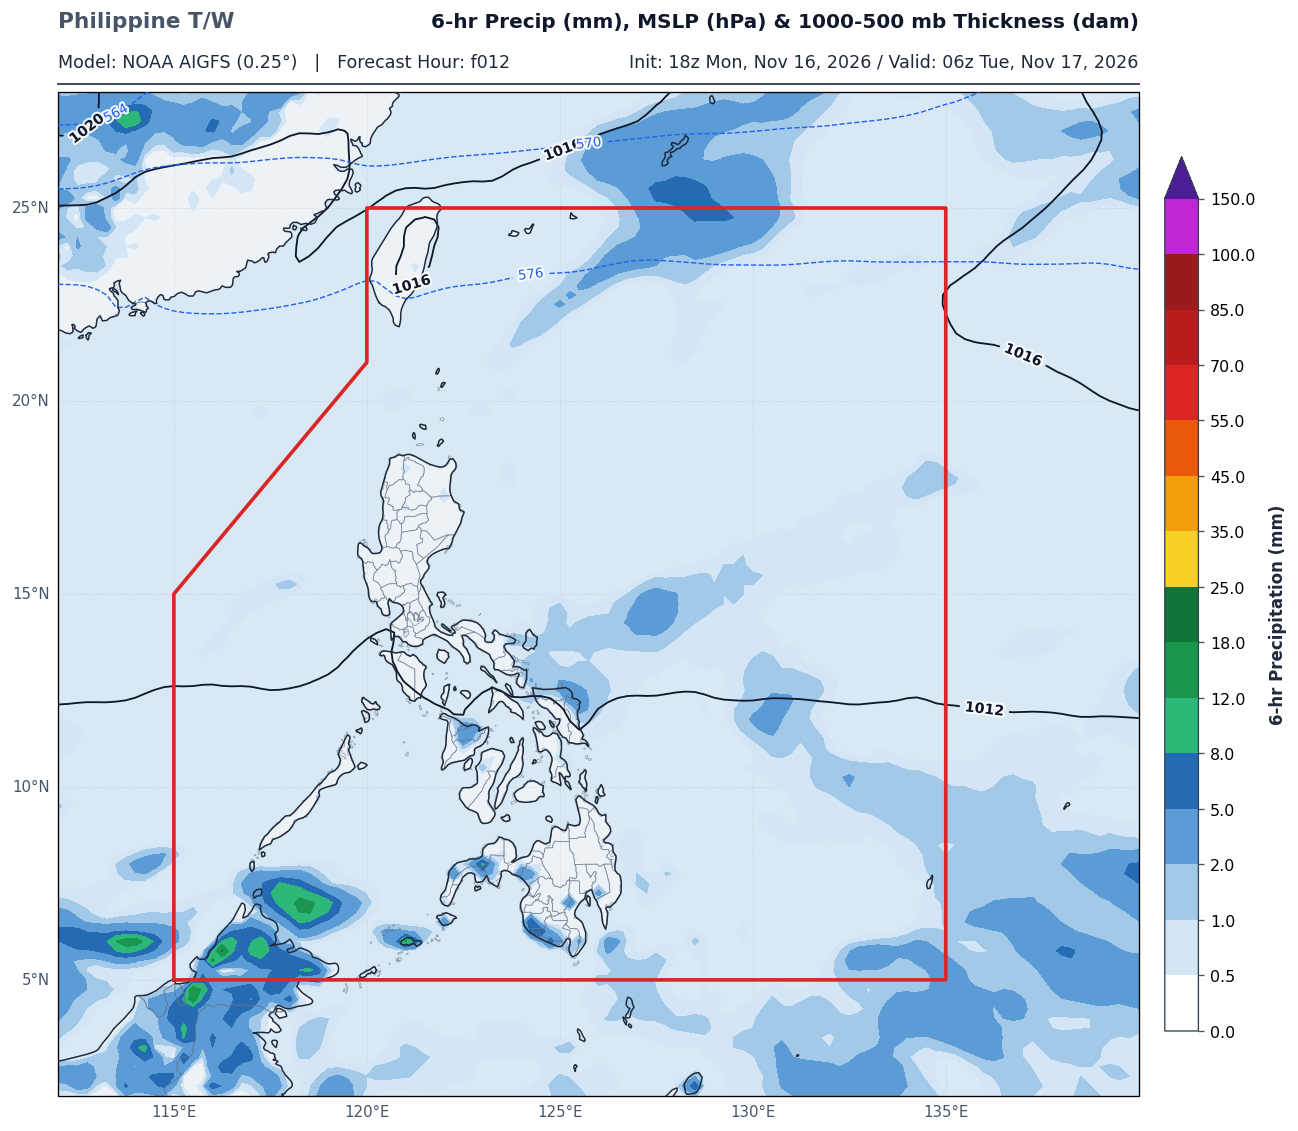 Philippine T/W
6-hr Precip (mm), MSLP (hPa) & 1000-500 mb Thickness (dam)
Model: NOAA AIGFS (0.25°) | Forecast Hour: f012
Init: 18z Mon, Nov 16, 2026 / Valid: 06z Tue, Nov 17, 2026
1020
564
570
576
1016
1016
1012
25°N
20°N
15°N
10°N
5°N
115°E
120°E
125°E
130°E
135°E
150.0
100.0
85.0
70.0
55.0
45.0
35.0
25.0
18.0
12.0
8.0
5.0
2.0
1.0
0.5
0.0
6-hr Precipitation (mm)